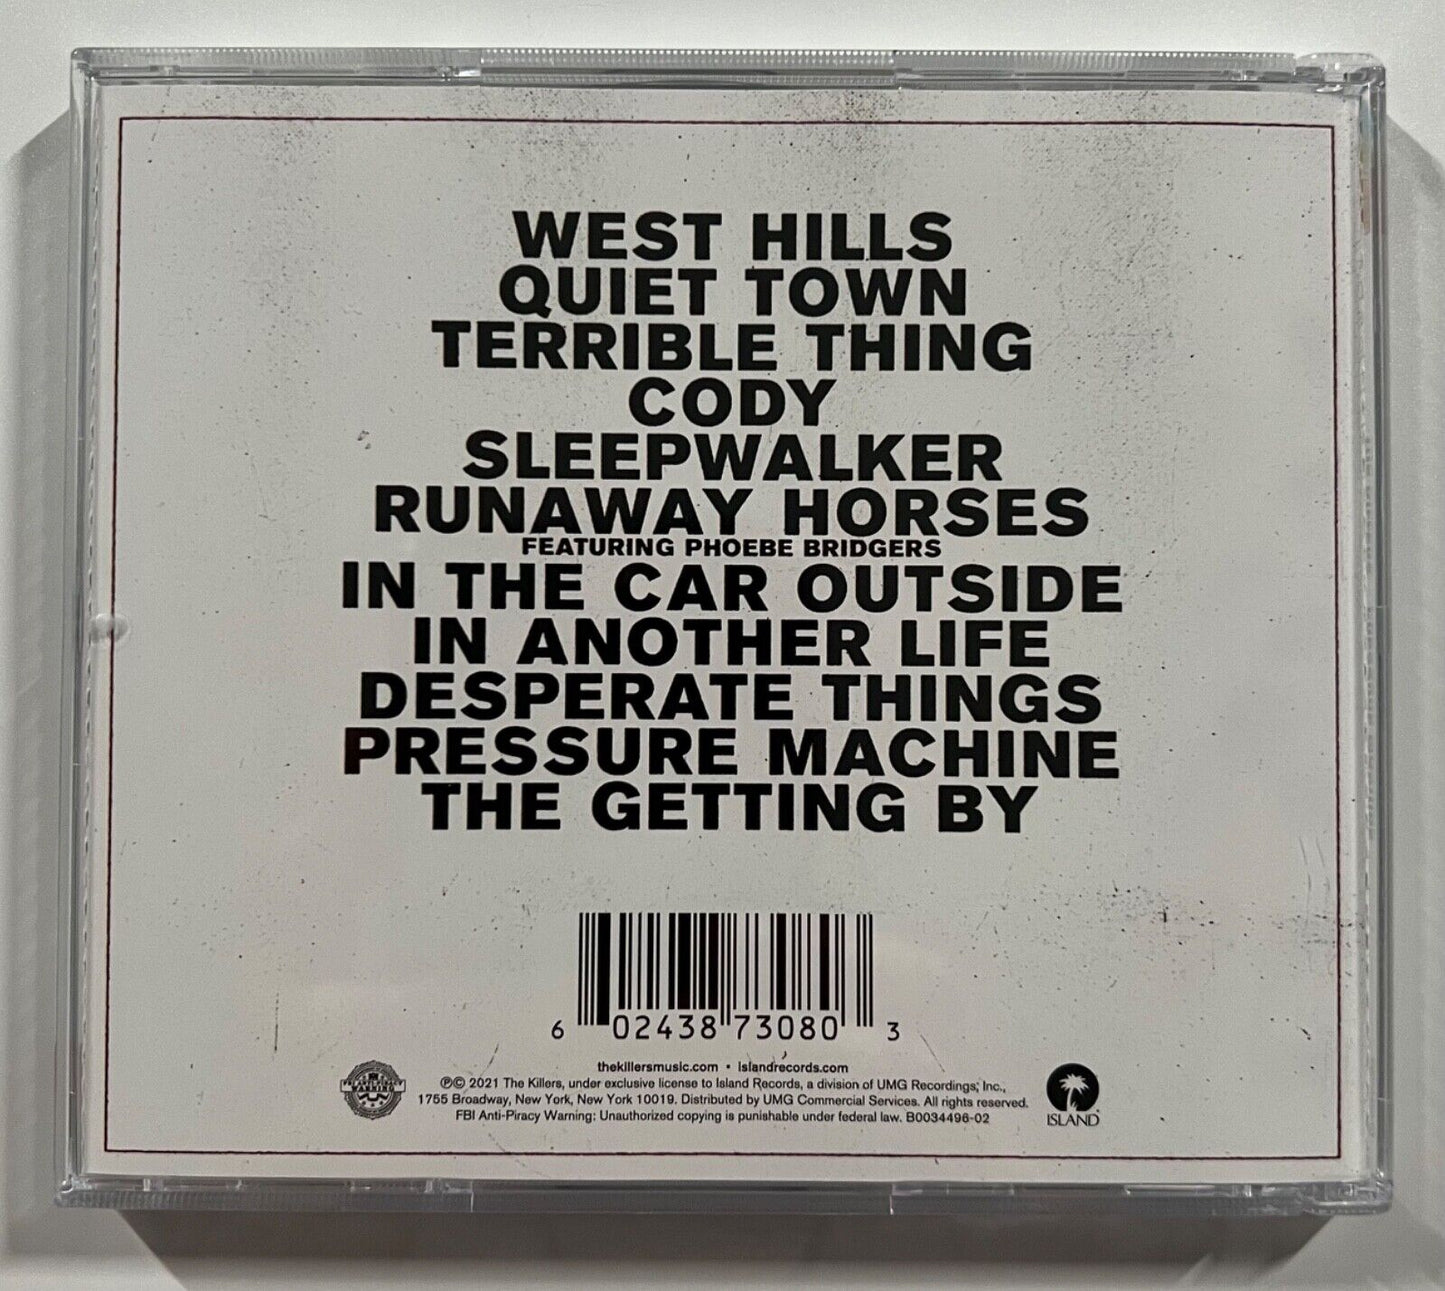 WEST HILLS
QUIET TOWN
TERRIBLE THING
CODY
SLEEPWALKER
RUNAWAY HORSES
FEATURING PHOEBE BRIDGERS
IN THE CAR OUTSIDE
IN ANOTHER LIFE
DESPERATE THINGS
PRESSURE MACHINE
THE GETTING BY
6 02438 73080 3
thekillersmusic.com • islandrecords.com
FBI ANTI-PIRACY
WARNING
℗© 2021 The Killers, under exclusive license to Island Records, a division of UMG Recordings, Inc.,
1755 Broadway, New York, New York 10019. Distributed by UMG Commercial Services. All rights reserved.
FBI Anti-Piracy Warning: Unauthorized copying is punishable under federal law. B0034496-02
ISLAND